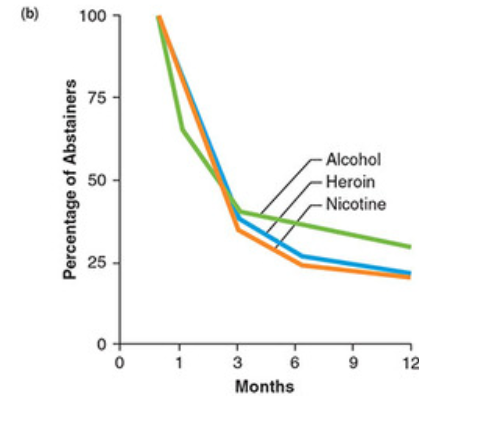 (b)
100
75
50
25
0
Percentage of Abstainers
Alcohol
Heroin
Nicotine
0 1 3 6 9 12
Months